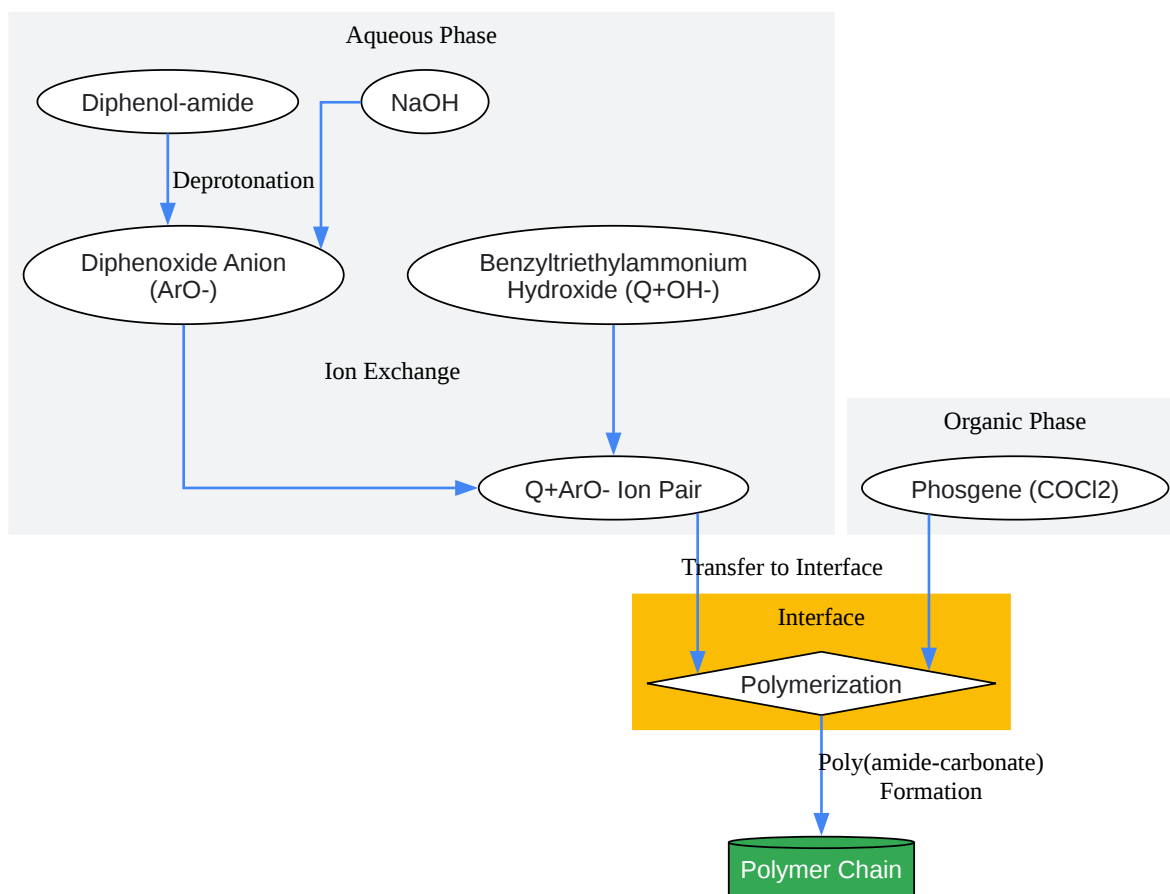 Aqueous Phase
Diphenol-amide
NaOH
Deprotonation
Diphenoxide Anion
(ArO-)
Benzyltriethylammonium
Hydroxide (Q+OH-)
Ion Exchange
Organic Phase
Q+ArO- Ion Pair
Phosgene (COCl2)
Transfer to Interface
Interface
Polymerization
Poly(amide-carbonate)
Formation
Polymer Chain